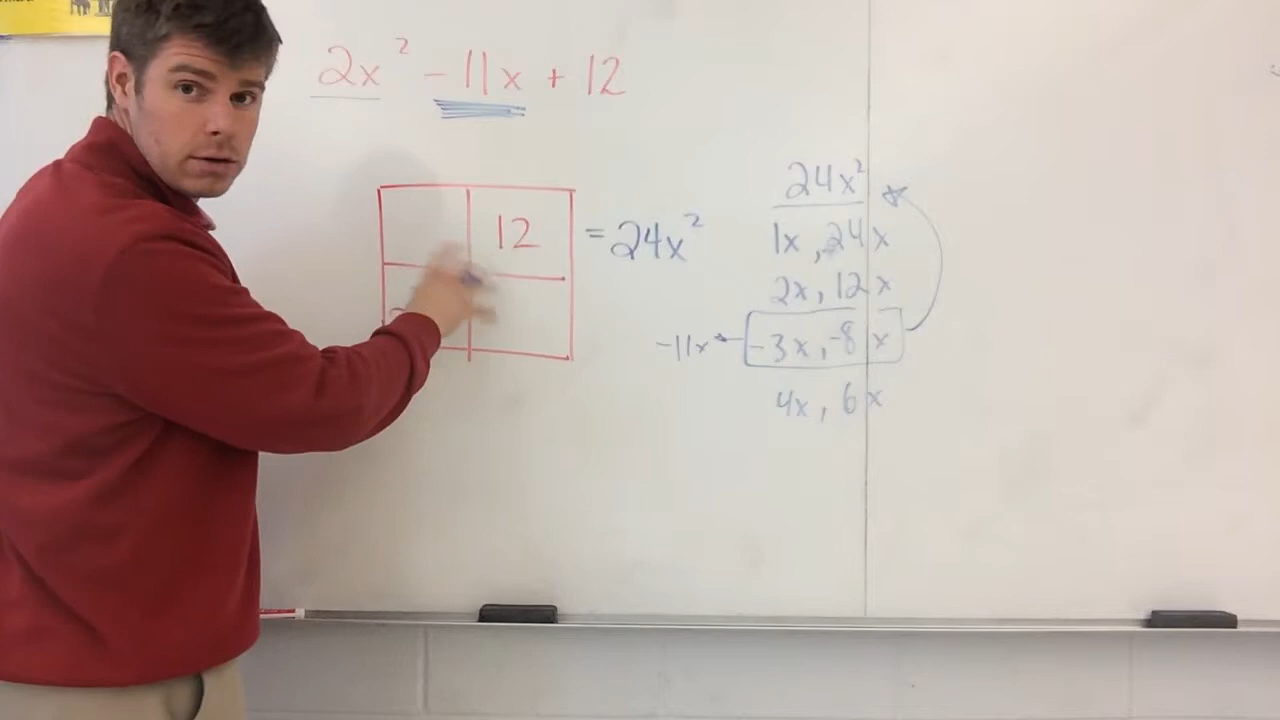 2x² - 11x + 12
12
= 24x²
24x²
1x , 24x
2x , 12x
-11x
-3x , -8x
4x , 6x